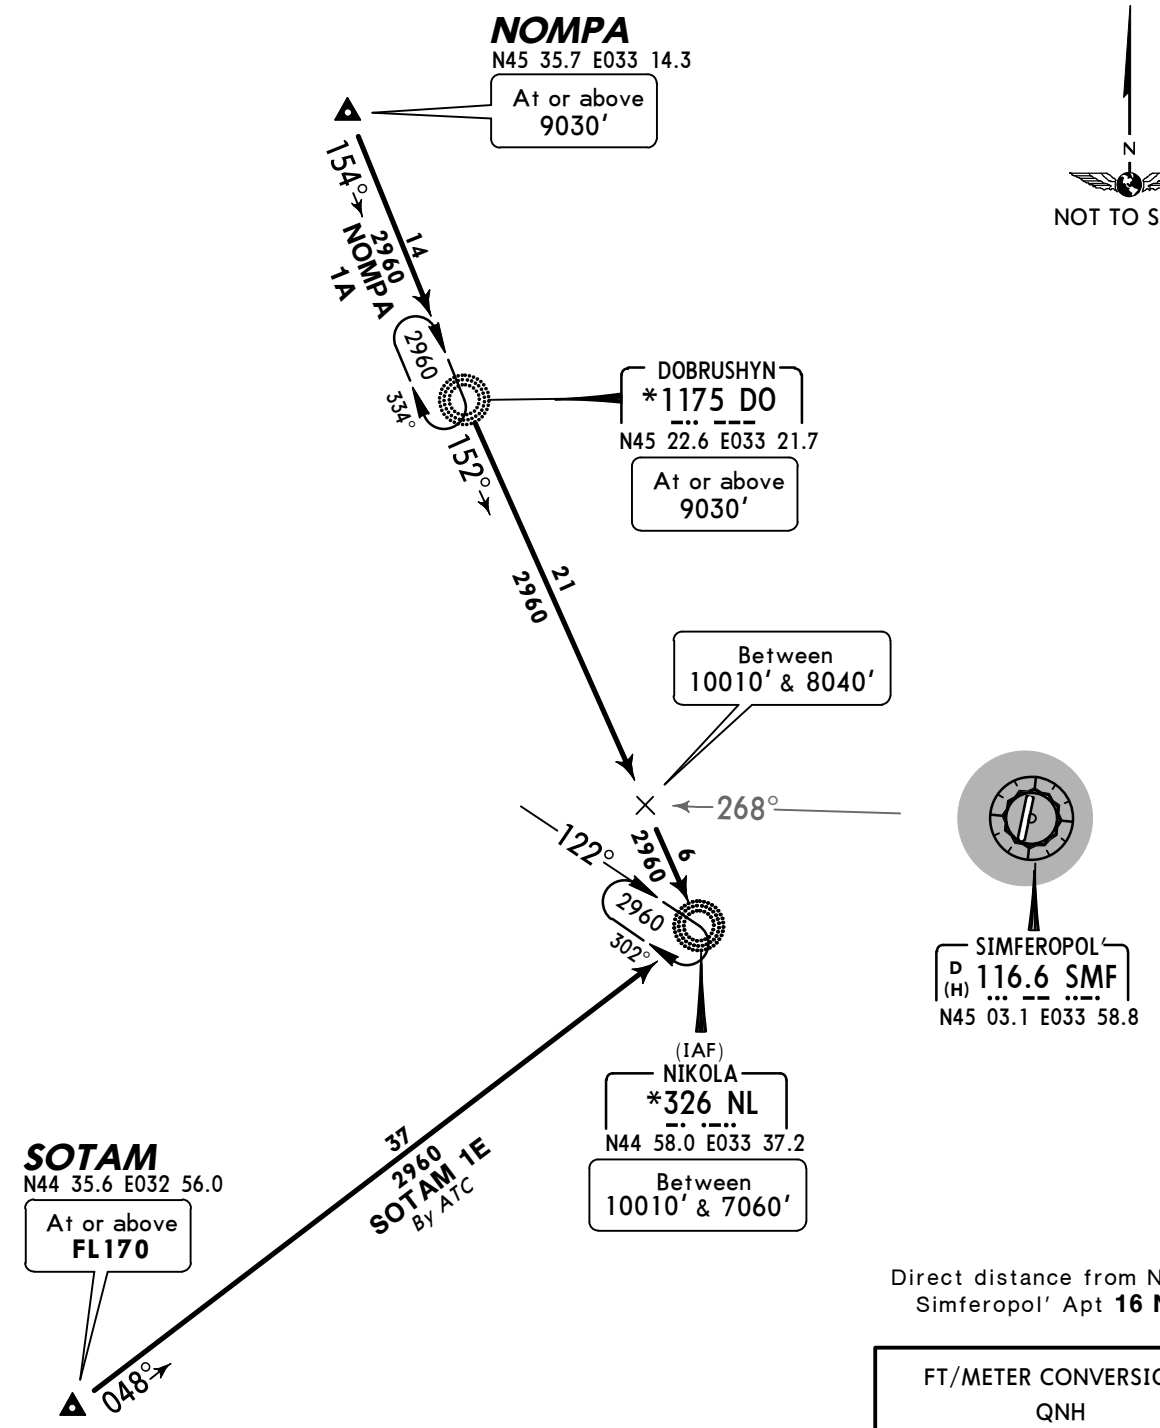 NOMPA
N45 35.7 E033 14.3
At or above
9030'
N
NOT TO S
154°
14
2960
NOMPA
1A
2960
334°
DOBRUSHYN
*1175 DO
N45 22.6 E033 21.7
At or above
9030'
152°
21
2960
Between
10010' & 8040'
268°
122°
6
2960
2960
302°
SIMFEROPOL'
D
(H) 116.6 SMF
N45 03.1 E033 58.8
(IAF)
NIKOLA
*326 NL
N44 58.0 E033 37.2
Between
10010' & 7060'
37
2960
SOTAM 1E
By ATC
SOTAM
N44 35.6 E032 56.0
At or above
FL170
048°
Direct distance from N
Simferopol' Apt 16 N
FT/METER CONVERSIO
QNH